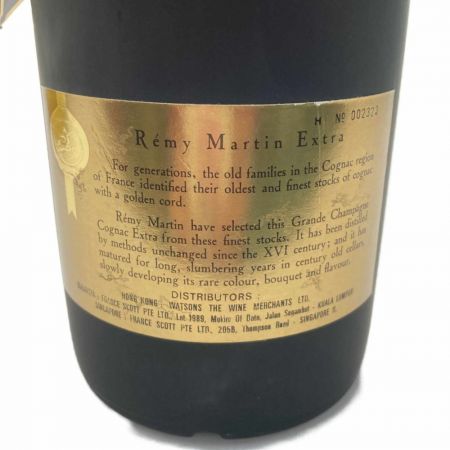 H No 002323
Rémy Martin Extra
For generations, the old families in the Cognac region
of France identified their oldest and finest stocks of cognac
with a golden cord.
Rémy Martin have selected this Grande Champagne
Cognac Extra from these finest stocks. It has been distilled
by methods unchanged since the XVI century; and it has
matured for long, slumbering years in century old cellars,
slowly developing its rare colour, bouquet and flavour.
DISTRIBUTORS :
HONG KONG : WATSONS THE WINE MERCHANTS LTD.
: FRANCE SCOTT PTE LTD., Lot 1989, Mukim Of Batu, Jalan Segambut - KUALA LUMPUR
SINGAPORE : FRANCE SCOTT PTE LTD., 205B, Thompson Road - SINGAPORE 11.